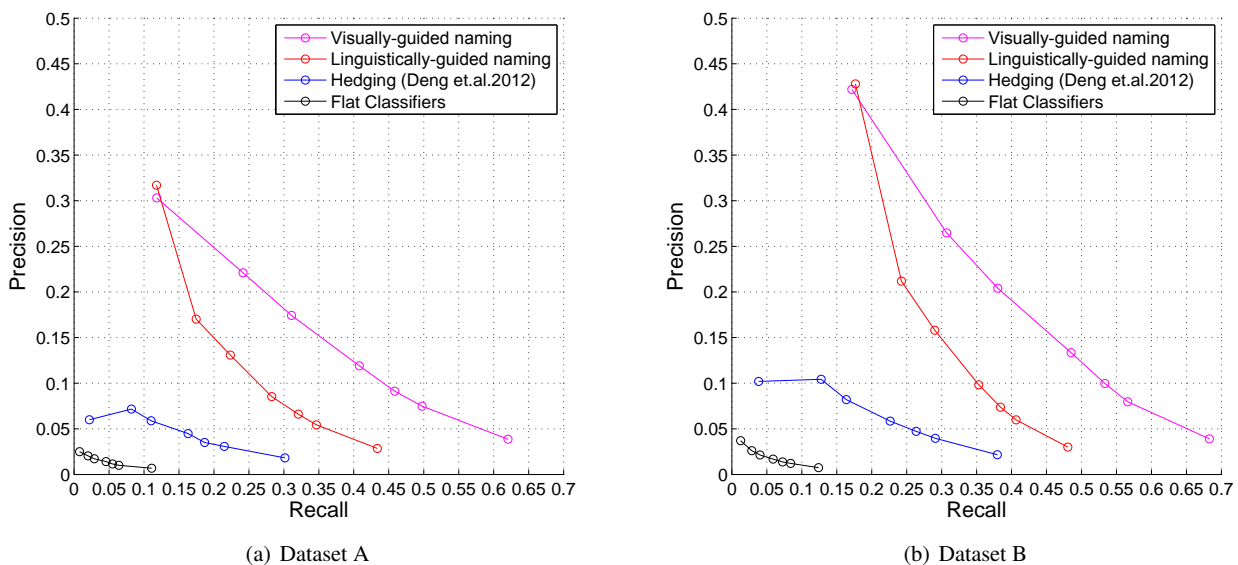 0.5
0.45
0.4
0.35
0.3
0.25
0.2
0.15
0.1
0.05
0
Precision
Visually-guided naming
Linguistically-guided naming
Hedging (Deng et.al.2012)
Flat Classifiers
0 0.05 0.1 0.15 0.2 0.25 0.3 0.35 0.4 0.45 0.5 0.55 0.6 0.65 0.7
Recall
(a) Dataset A
0.5
0.45
0.4
0.35
0.3
0.25
0.2
0.15
0.1
0.05
0
Precision
Visually-guided naming
Linguistically-guided naming
Hedging (Deng et.al.2012)
Flat Classifiers
0 0.05 0.1 0.15 0.2 0.25 0.3 0.35 0.4 0.45 0.5 0.55 0.6 0.65 0.7
Recall
(b) Dataset B